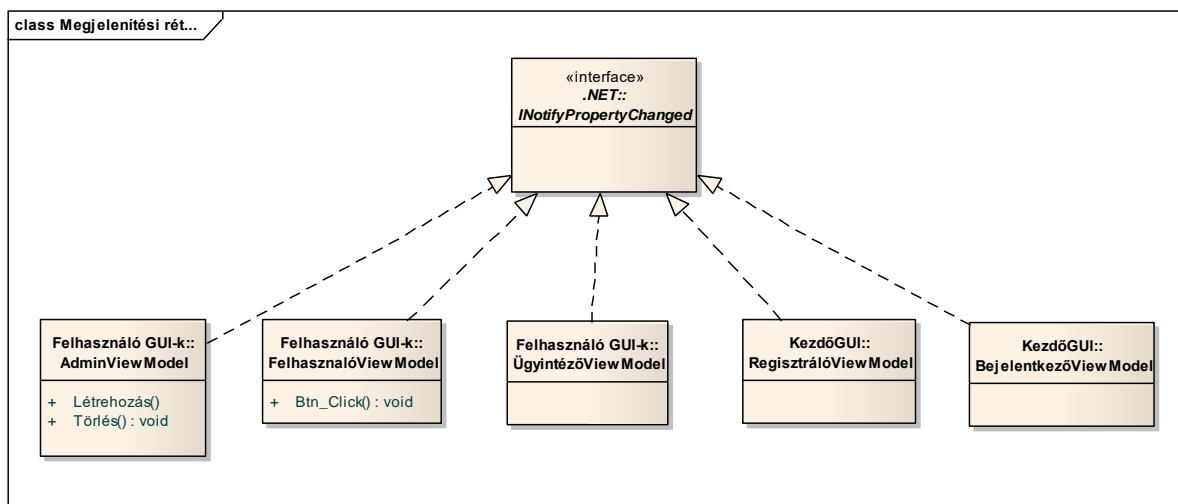 class Megjelenítési rét...
«interface»
.NET::
INotifyPropertyChanged
Felhasználó GUI-k::
AdminViewModel
+ Létrehozás()
+ Törlés() : void
Felhasználó GUI-k::
FelhasznalóViewModel
+ Btn_Click() : void
Felhasználó GUI-k::
ÜgyintézőViewModel
KezdőGUI::
RegisztrálóViewModel
KezdőGUI::
BejelentkezőViewModel